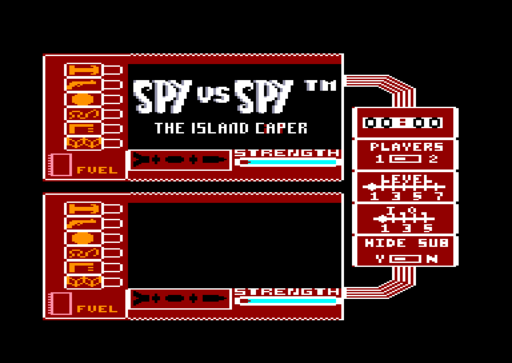 SPY vs SPY ™
THE ISLAND CAPER
STRENGTH
FUEL
00:00
PLAYERS
1 2
LEVEL
1 3 5 7
I Q
1 3 5
HIDE SUB
Y N
STRENGTH
FUEL